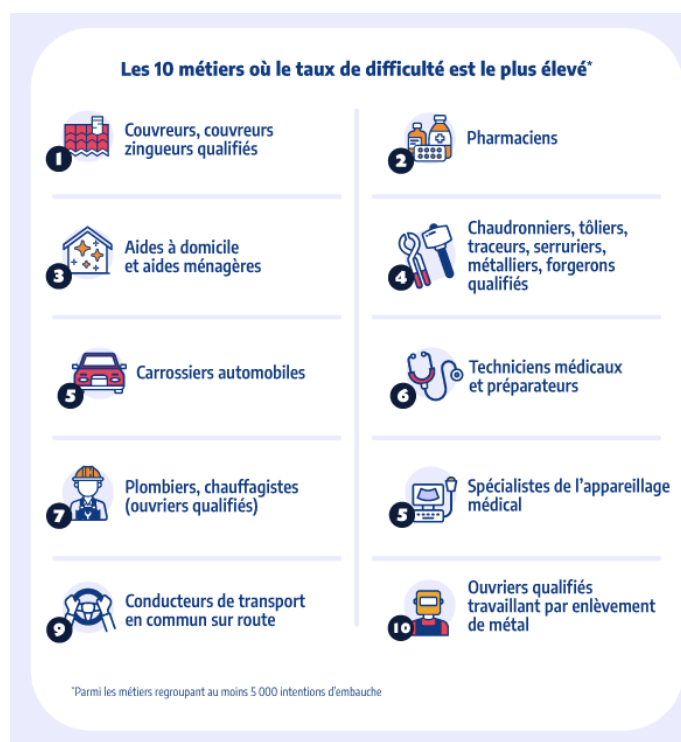 Les 10 métiers où le taux de difficulté est le plus élevé*
1
Couvreurs, couvreurs
zingueurs qualifiés
2
Pharmaciens
3
Aides à domicile
et aides ménagères
4
Chaudronniers, tôliers,
traceurs, serruriers,
métalliers, forgerons
qualifiés
5
Carrossiers automobiles
6
Techniciens médicaux
et préparateurs
7
Plombiers, chauffagistes
(ouvriers qualifiés)
5
Spécialistes de l'appareillage
médical
9
Conducteurs de transport
en commun sur route
10
Ouvriers qualifiés
travaillant par enlèvement
de métal
*Parmi les métiers regroupant au moins 5 000 intentions d'embauche